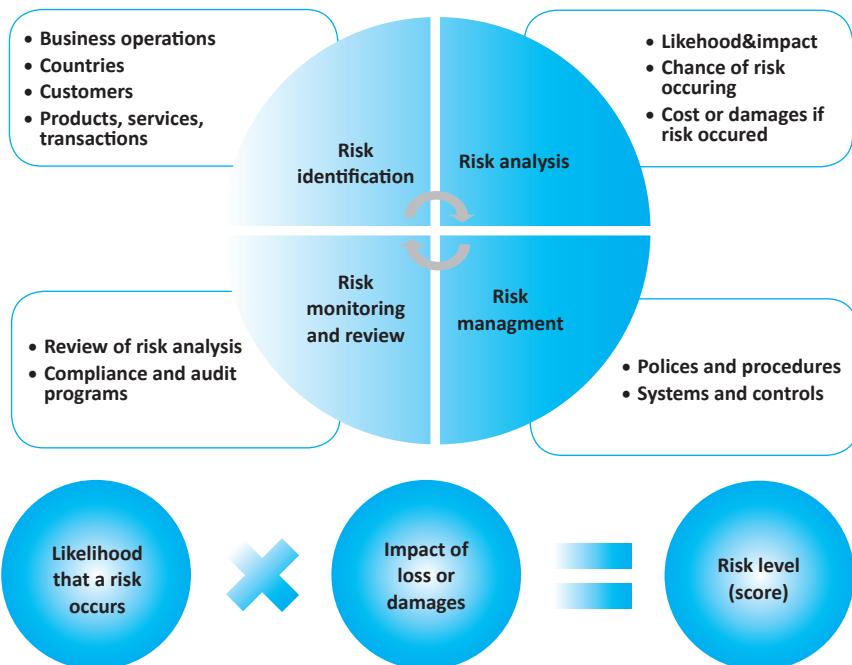 • Business operations
• Countries
• Customers
• Products, services,
transactions
• Likehood&impact
• Chance of risk
occuring
• Cost or damages if
risk occured
Risk
identification
Risk analysis
Risk
monitoring
and review
Risk
managment
• Review of risk analysis
• Compliance and audit
programs
• Polices and procedures
• Systems and controls
Likelihood
that a risk
occurs
Impact of
loss or
damages
Risk level
(score)